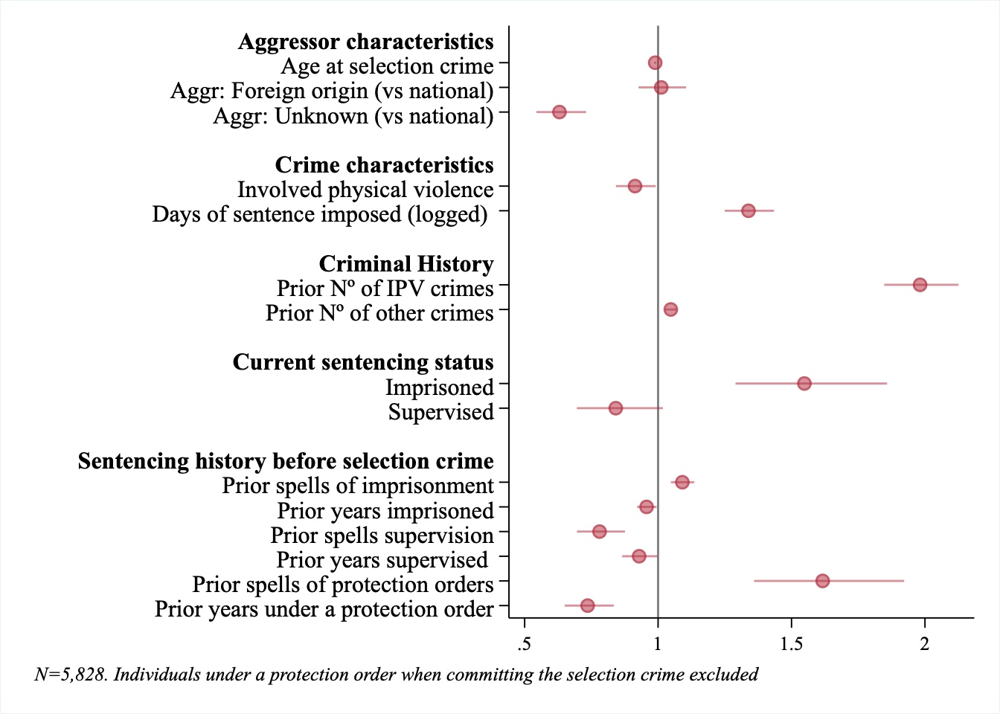 Aggressor characteristics
Age at selection crime
Aggr: Foreign origin (vs national)
Aggr: Unknown (vs national)
Crime characteristics
Involved physical violence
Days of sentence imposed (logged)
Criminal History
Prior Nº of IPV crimes
Prior Nº of other crimes
Current sentencing status
Imprisoned
Supervised
Sentencing history before selection crime
Prior spells of imprisonment
Prior years imprisoned
Prior spells supervision
Prior years supervised
Prior spells of protection orders
Prior years under a protection order
.5 1 1.5 2
N=5,828. Individuals under a protection order when committing the selection crime excluded